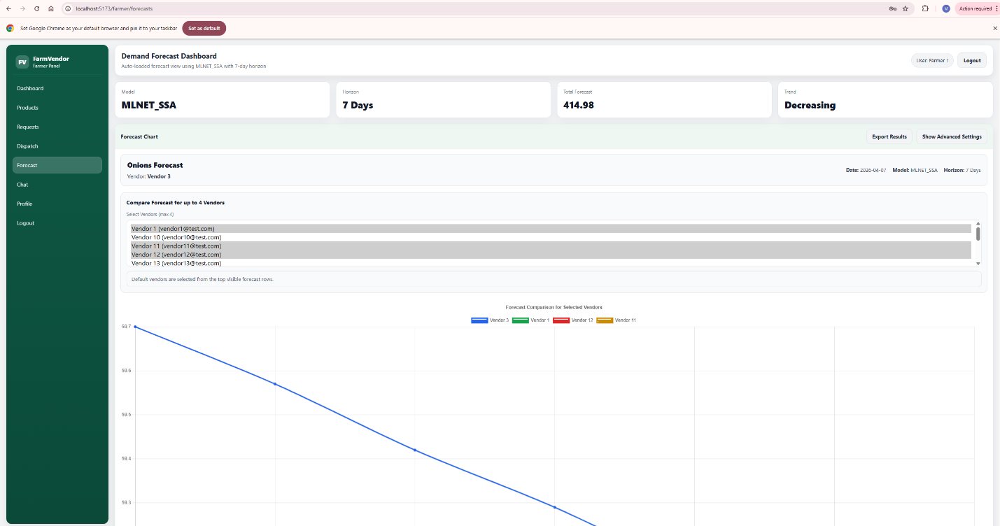 localhost:5173/farmer/forecasts
M
Action required
Set Google Chrome as your default browser and pin it to your taskbar
Set as default
FV
FarmVendor
Farmer Panel
Dashboard
Products
Requests
Dispatch
Forecast
Chat
Profile
Logout
Demand Forecast Dashboard
Auto-loaded forecast view using MLNET_SSA with 7-day horizon
User: Farmer 1
Logout
Model
MLNET_SSA
Horizon
7 Days
Total Forecast
414.98
Trend
Decreasing
Forecast Chart
Export Results
Show Advanced Settings
Onions Forecast
Vendor: Vendor 3
Date: 2026-04-07 Model: MLNET_SSA Horizon: 7 Days
Compare Forecast for up to 4 Vendors
Select Vendors (max 4)
Vendor 1 (vendor1@test.com)
Vendor 10 (vendor10@test.com)
Vendor 11 (vendor11@test.com)
Vendor 12 (vendor12@test.com)
Vendor 13 (vendor13@test.com)
Default vendors are selected from the top visible forecast rows.
Forecast Comparison for Selected Vendors
Vendor 3 Vendor 1 Vendor 12 Vendor 11
59.7
59.6
59.5
59.4
59.3